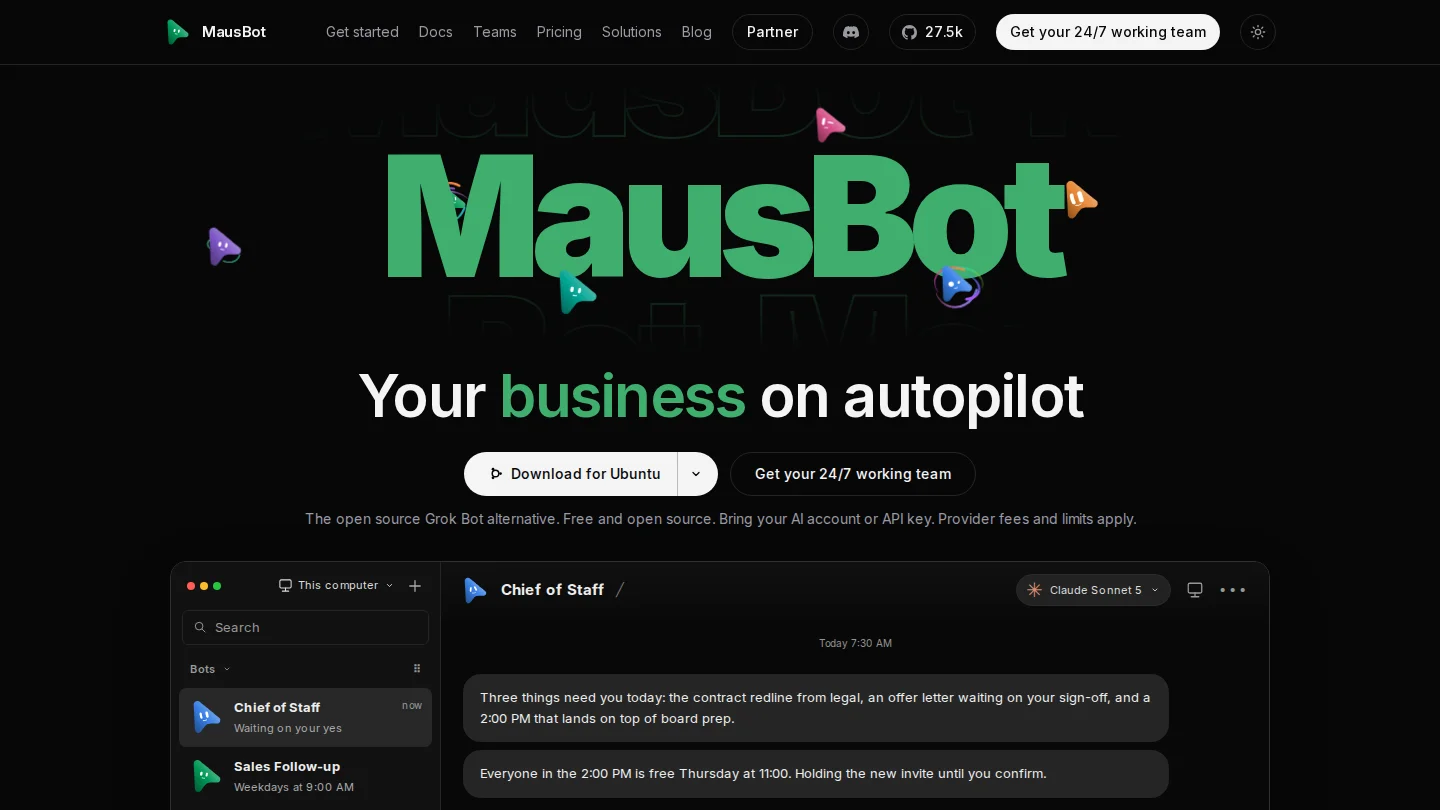 MausBot
Get started
Docs
Teams
Pricing
Solutions
Blog
Partner
27.5k
Get your 24/7 working team
MausBot
Your business on autopilot
Download for Ubuntu
Get your 24/7 working team
The open source Grok Bot alternative. Free and open source. Bring your AI account or API key. Provider fees and limits apply.
This computer
Search
Bots
Chief of Staff
now
Waiting on your yes
Sales Follow-up
Weekdays at 9:00 AM
Chief of Staff /
Claude Sonnet 5
Today 7:30 AM
Three things need you today: the contract redline from legal, an offer letter waiting on your sign-off, and a
2:00 PM that lands on top of board prep.
Everyone in the 2:00 PM is free Thursday at 11:00. Holding the new invite until you confirm.